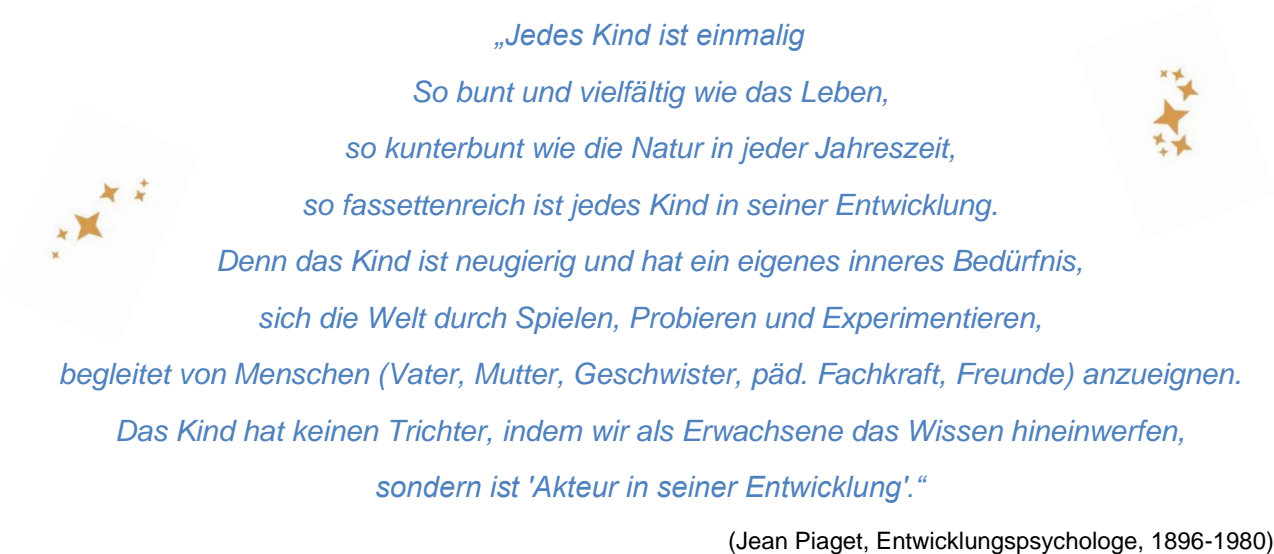 „Jedes Kind ist einmalig
So bunt und vielfältig wie das Leben,
so kunterbunt wie die Natur in jeder Jahreszeit,
so fassettenreich ist jedes Kind in seiner Entwicklung.
Denn das Kind ist neugierig und hat ein eigenes inneres Bedürfnis,
sich die Welt durch Spielen, Probieren und Experimentieren,
begleitet von Menschen (Vater, Mutter, Geschwister, päd. Fachkraft, Freunde) anzueignen.
Das Kind hat keinen Trichter, indem wir als Erwachsene das Wissen hineinwerfen,
sondern ist 'Akteur in seiner Entwicklung'.“
(Jean Piaget, Entwicklungspsychologe, 1896-1980)